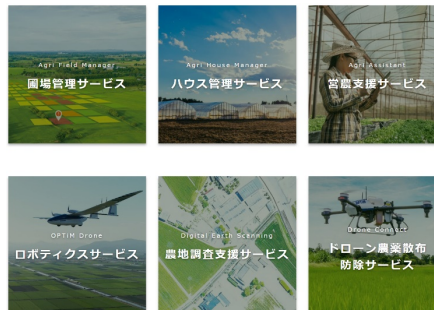 Agri Field Manager
圃場管理サービス
Agri House Manager
ハウス管理サービス
Agri Assistant
営農支援サービス
OPTiM Drone
ロボティクスサービス
Digital Earth Scanning
農地調査支援サービス
Drone Connect
ドローン農薬散布
防除サービス